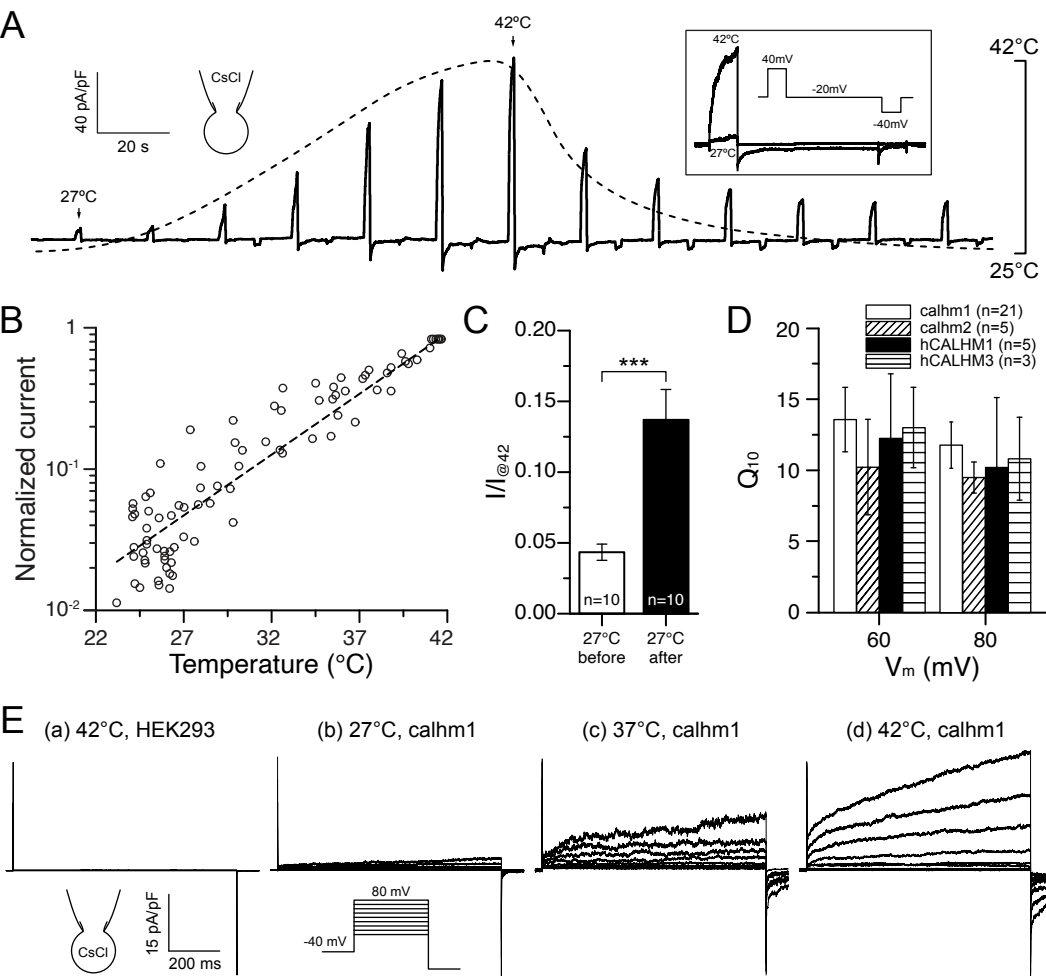 A
42ºC
42°C
40 pA/pF
CsCl
20 s
27ºC
42ºC
40mV
-20mV
-40mV
27ºC
25°C
B
Normalized current
1
10-1
10-2
22 27 32 37 42
Temperature (°C)
C
I/I@42
0.20
0.15
0.10
0.05
0.00
***
n=10 n=10
27°C 27°C
before after
D
calhm1 (n=21)
calhm2 (n=5)
hCALHM1 (n=5)
hCALHM3 (n=3)
Q10
20
15
10
5
0
60 80
Vm (mV)
E
(a) 42°C, HEK293
(b) 27°C, calhm1
(c) 37°C, calhm1
(d) 42°C, calhm1
CsCl
15 pA/pF
200 ms
80 mV
-40 mV